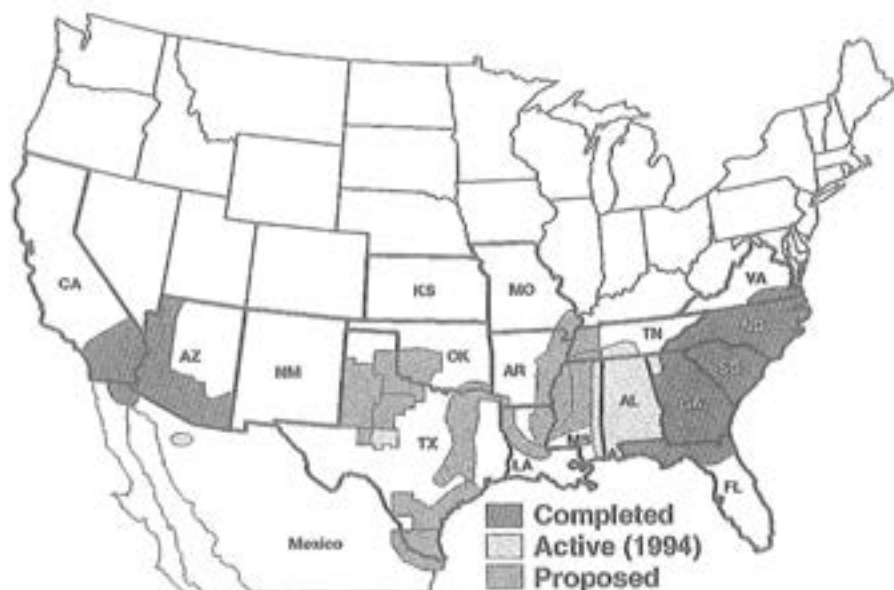 CA
KS
MO
VA
NC
TN
AZ
NM
OK
AR
SC
AL
GA
TX
MS
LA
FL
Mexico
Completed
Active (1994)
Proposed